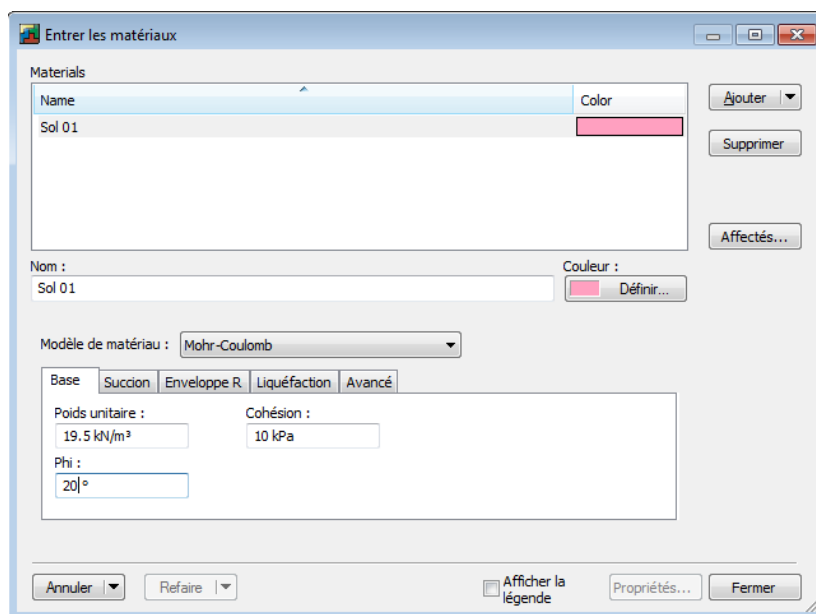 Entrer les matériaux
Materials
Name Color
Ajouter
Sol 01
Supprimer
Affectés...
Nom : Couleur :
Sol 01 Définir...
Modèle de matériau : Mohr-Coulomb
Base Succion Enveloppe R Liquéfaction Avancé
Poids unitaire : Cohésion :
19.5 kN/m³ 10 kPa
Phi :
20 °
Annuler Refaire Afficher la légende Propriétés... Fermer